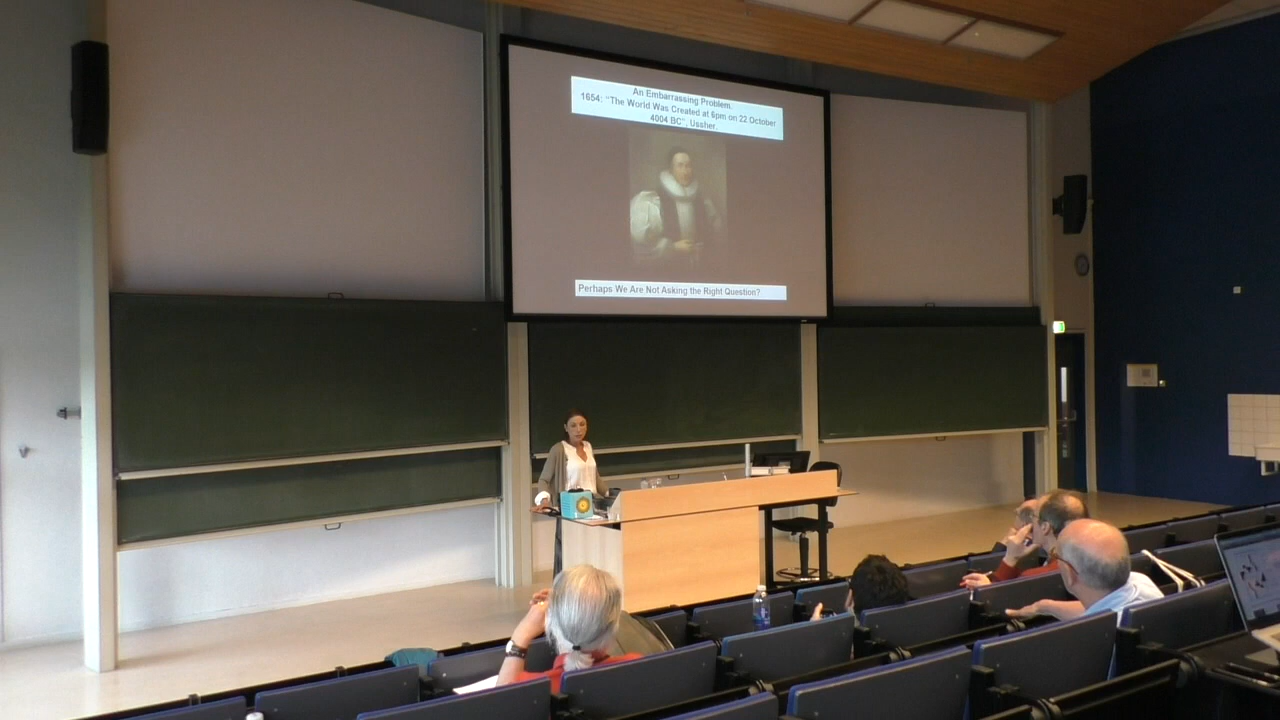 An Embarrassing Problem.
1654: "The World Was Created at 6pm on 22 October
4004 BC", Ussher.
Perhaps We Are Not Asking the Right Question?